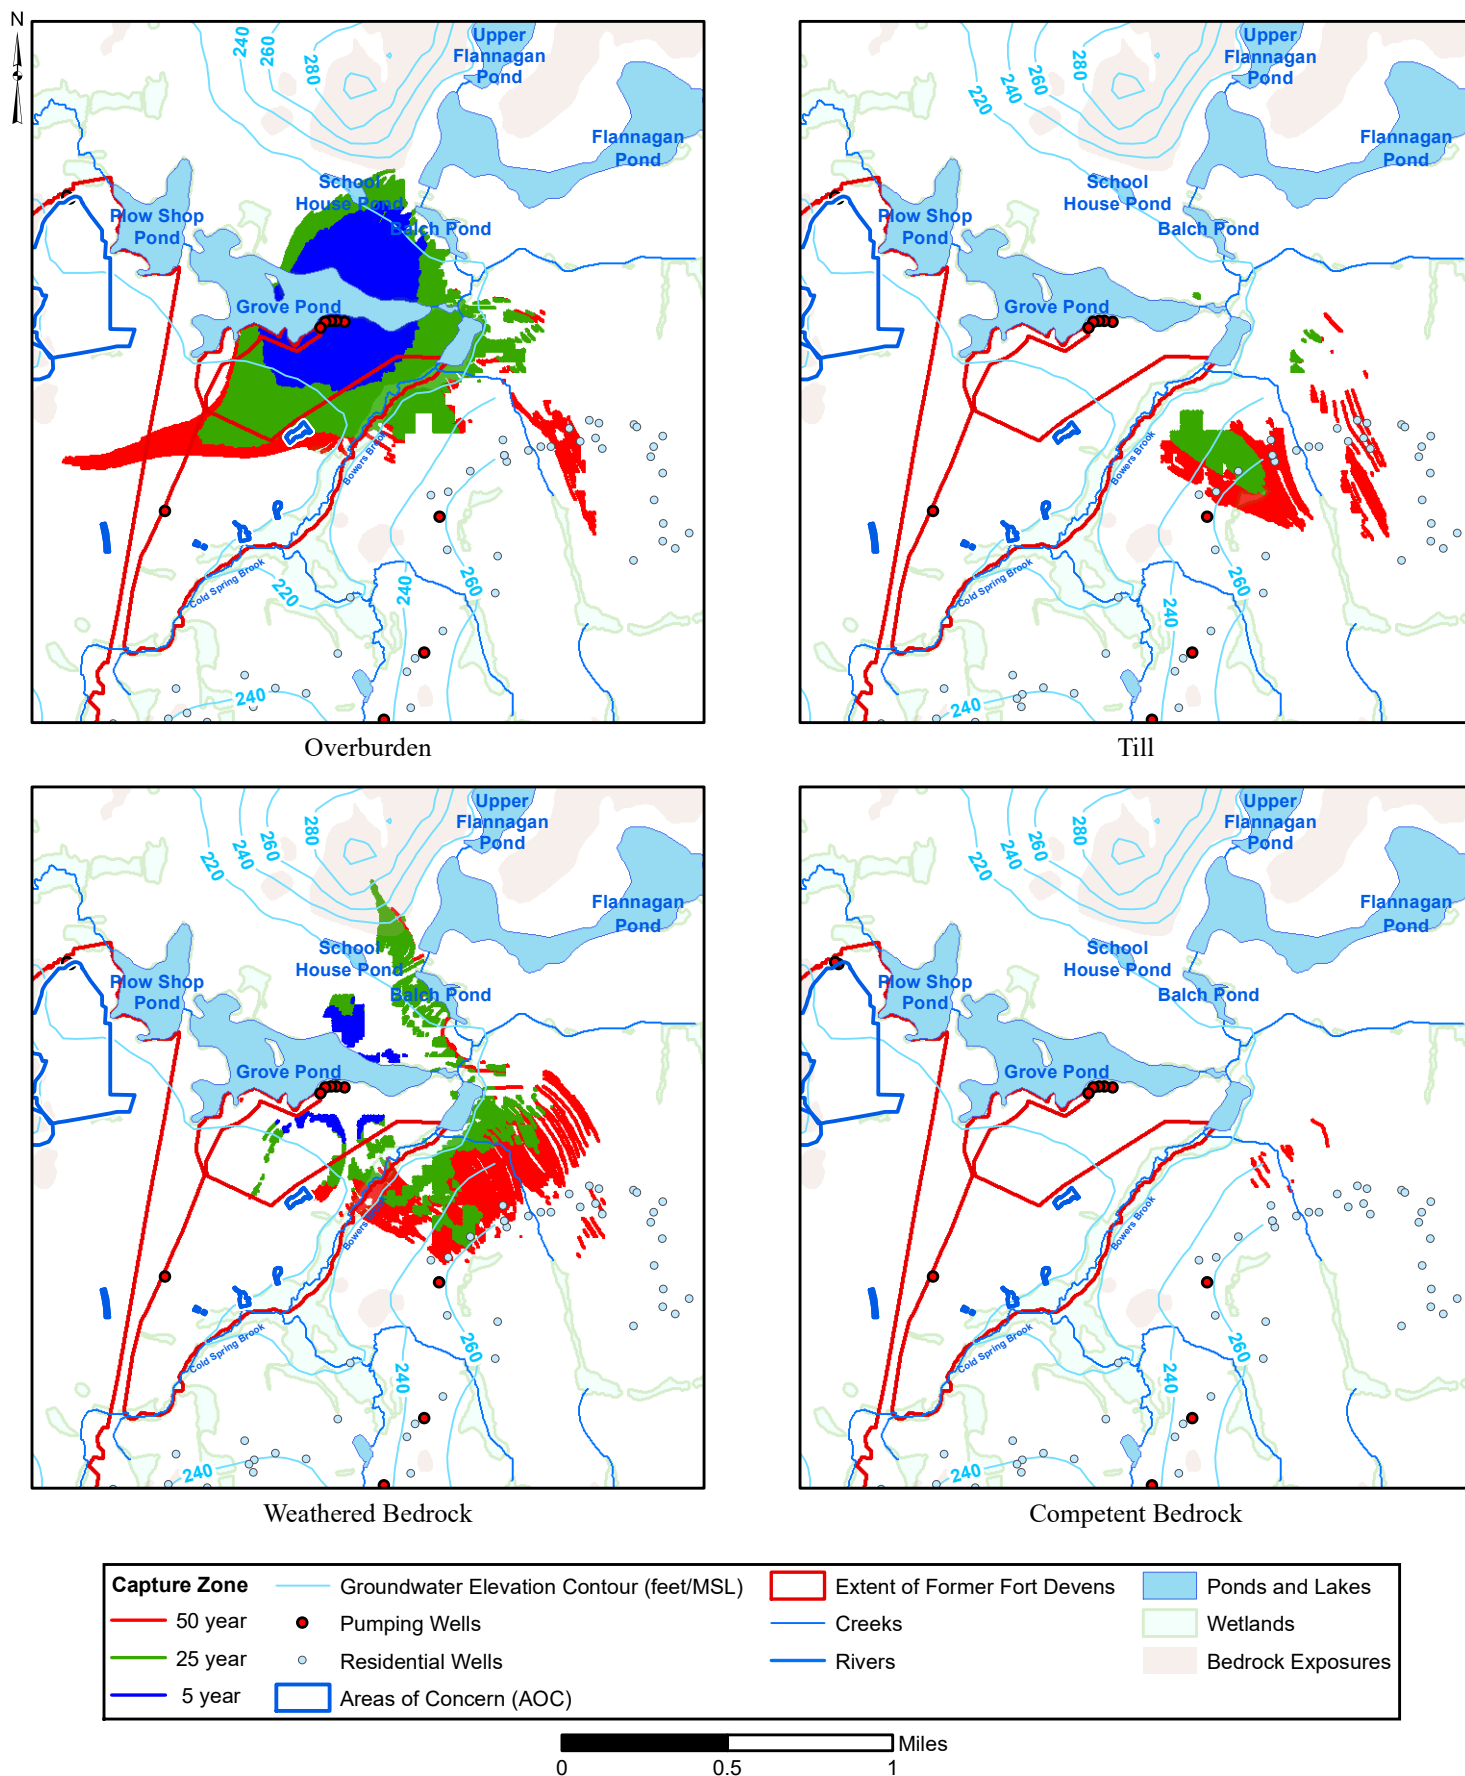 N
240
260
280
Upper
Flannagan
Pond
Flannagan
Pond
School
House Pond
Balch Pond
Plow Shop
Pond
Grove Pond
Bowers Brook
Cold Spring Brook
220
240
260
240
Overburden
220
240
260
280
Upper
Flannagan
Pond
Flannagan
Pond
School
House Pond
Balch Pond
Plow Shop
Pond
Grove Pond
Bowers Brook
Cold Spring Brook
240
260
240
Till
220
240
260
280
Upper
Flannagan
Pond
Flannagan
Pond
School
House Pond
Balch Pond
Plow Shop
Pond
Grove Pond
Bowers Brook
Cold Spring Brook
240
260
240
Weathered Bedrock
220
240
260
280
Upper
Flannagan
Pond
Flannagan
Pond
School
House Pond
Balch Pond
Plow Shop
Pond
Grove Pond
Bowers Brook
Cold Spring Brook
240
260
240
Competent Bedrock
Capture Zone
50 year
25 year
5 year
Groundwater Elevation Contour (feet/MSL)
Pumping Wells
Residential Wells
Areas of Concern (AOC)
Extent of Former Fort Devens
Creeks
Rivers
Ponds and Lakes
Wetlands
Bedrock Exposures
Miles
0 0.5 1